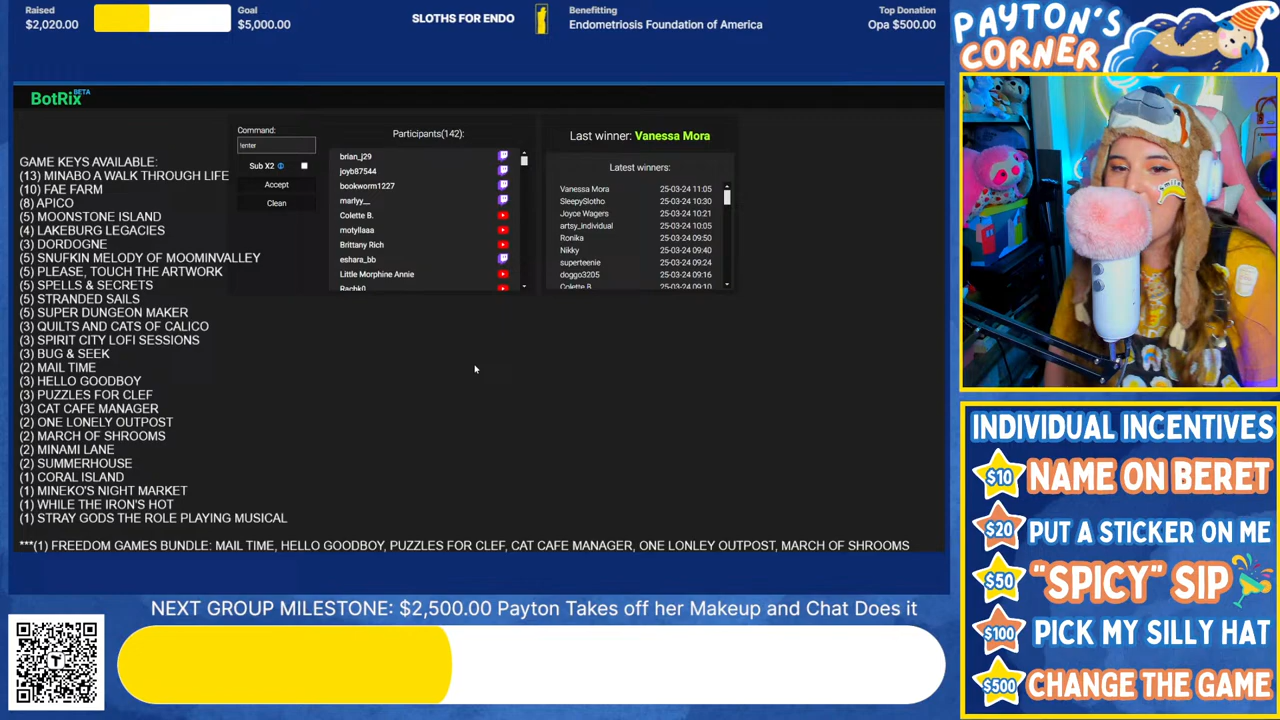 Raised
$2,020.00
Goal
$5,000.00
SLOTHS FOR ENDO
Benefitting
Endometriosis Foundation of America
Top Donation
Opa $500.00
PAYTON'S
CORNER
BotRix BETA
Command:
!enter
Sub X2
Accept
Clean
Participants(142):
brian_j29
joyb87544
bookworm1227
marlyy__
Colette B.
motyllaaa
Brittany Rich
eshara_bb
Little Morphine Annie
Rachk0
Last winner: Vanessa Mora
Latest winners:
Vanessa Mora 25-03-24 11:05
SleepySlotho 25-03-24 10:30
Joyce Wagers 25-03-24 10:21
artsy_individual 25-03-24 10:05
Ronika 25-03-24 09:50
Nikky 25-03-24 09:40
superteenie 25-03-24 09:24
doggo3205 25-03-24 09:16
Colette B. 25-03-24 09:10
GAME KEYS AVAILABLE:
(13) MINABO A WALK THROUGH LIFE
(10) FAE FARM
(8) APICO
(5) MOONSTONE ISLAND
(4) LAKEBURG LEGACIES
(3) DORDOGNE
(5) SNUFKIN MELODY OF MOOMINVALLEY
(5) PLEASE, TOUCH THE ARTWORK
(5) SPELLS & SECRETS
(5) STRANDED SAILS
(5) SUPER DUNGEON MAKER
(3) QUILTS AND CATS OF CALICO
(3) SPIRIT CITY LOFI SESSIONS
(3) BUG & SEEK
(2) MAIL TIME
(3) HELLO GOODBOY
(3) PUZZLES FOR CLEF
(3) CAT CAFE MANAGER
(2) ONE LONELY OUTPOST
(2) MARCH OF SHROOMS
(2) MINAMI LANE
(2) SUMMERHOUSE
(1) CORAL ISLAND
(1) MINEKO'S NIGHT MARKET
(1) WHILE THE IRON'S HOT
(1) STRAY GODS THE ROLE PLAYING MUSICAL
***(1) FREEDOM GAMES BUNDLE: MAIL TIME, HELLO GOODBOY, PUZZLES FOR CLEF, CAT CAFE MANAGER, ONE LONLEY OUTPOST, MARCH OF SHROOMS
NEXT GROUP MILESTONE: $2,500.00 Payton Takes off her Makeup and Chat Does it
INDIVIDUAL INCENTIVES
$10 NAME ON BERET
$20 PUT A STICKER ON ME
$50 "SPICY" SIP
$100 PICK MY SILLY HAT
$500 CHANGE THE GAME